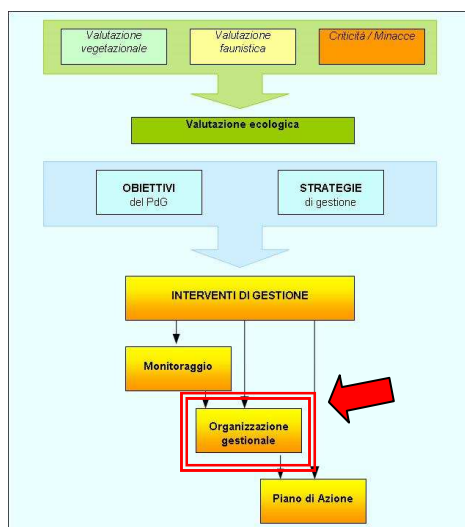 Valutazione
vegetazionale
Valutazione
faunistica
Criticità / Minacce
Valutazione ecologica
OBIETTIVI
del PdG
STRATEGIE
di gestione
INTERVENTI DI GESTIONE
Monitoraggio
Organizzazione
gestionale
Piano di Azione